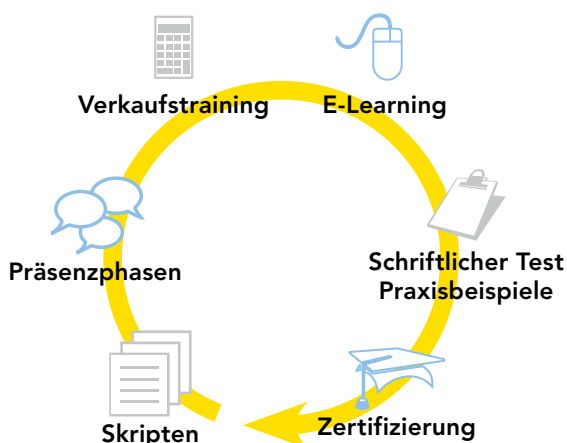 Verkaufstraining
E-Learning
Präsenzphasen
Schriftlicher Test
Praxisbeispiele
Skripten
Zertifizierung